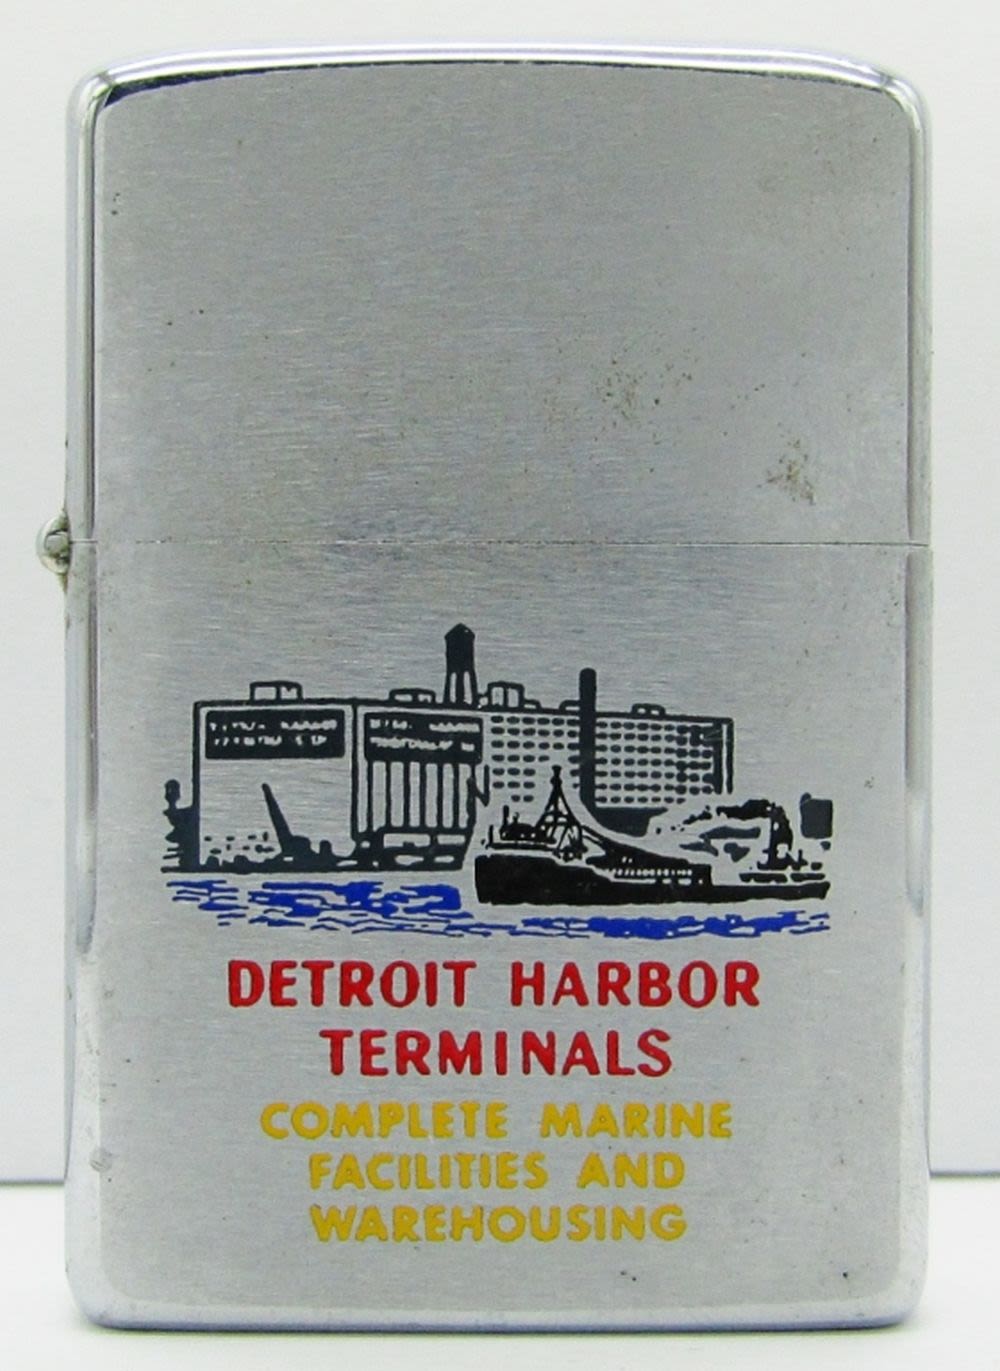 DETROIT HARBOR
TERMINALS
COMPLETE MARINE
FACILITIES AND
WAREHOUSING